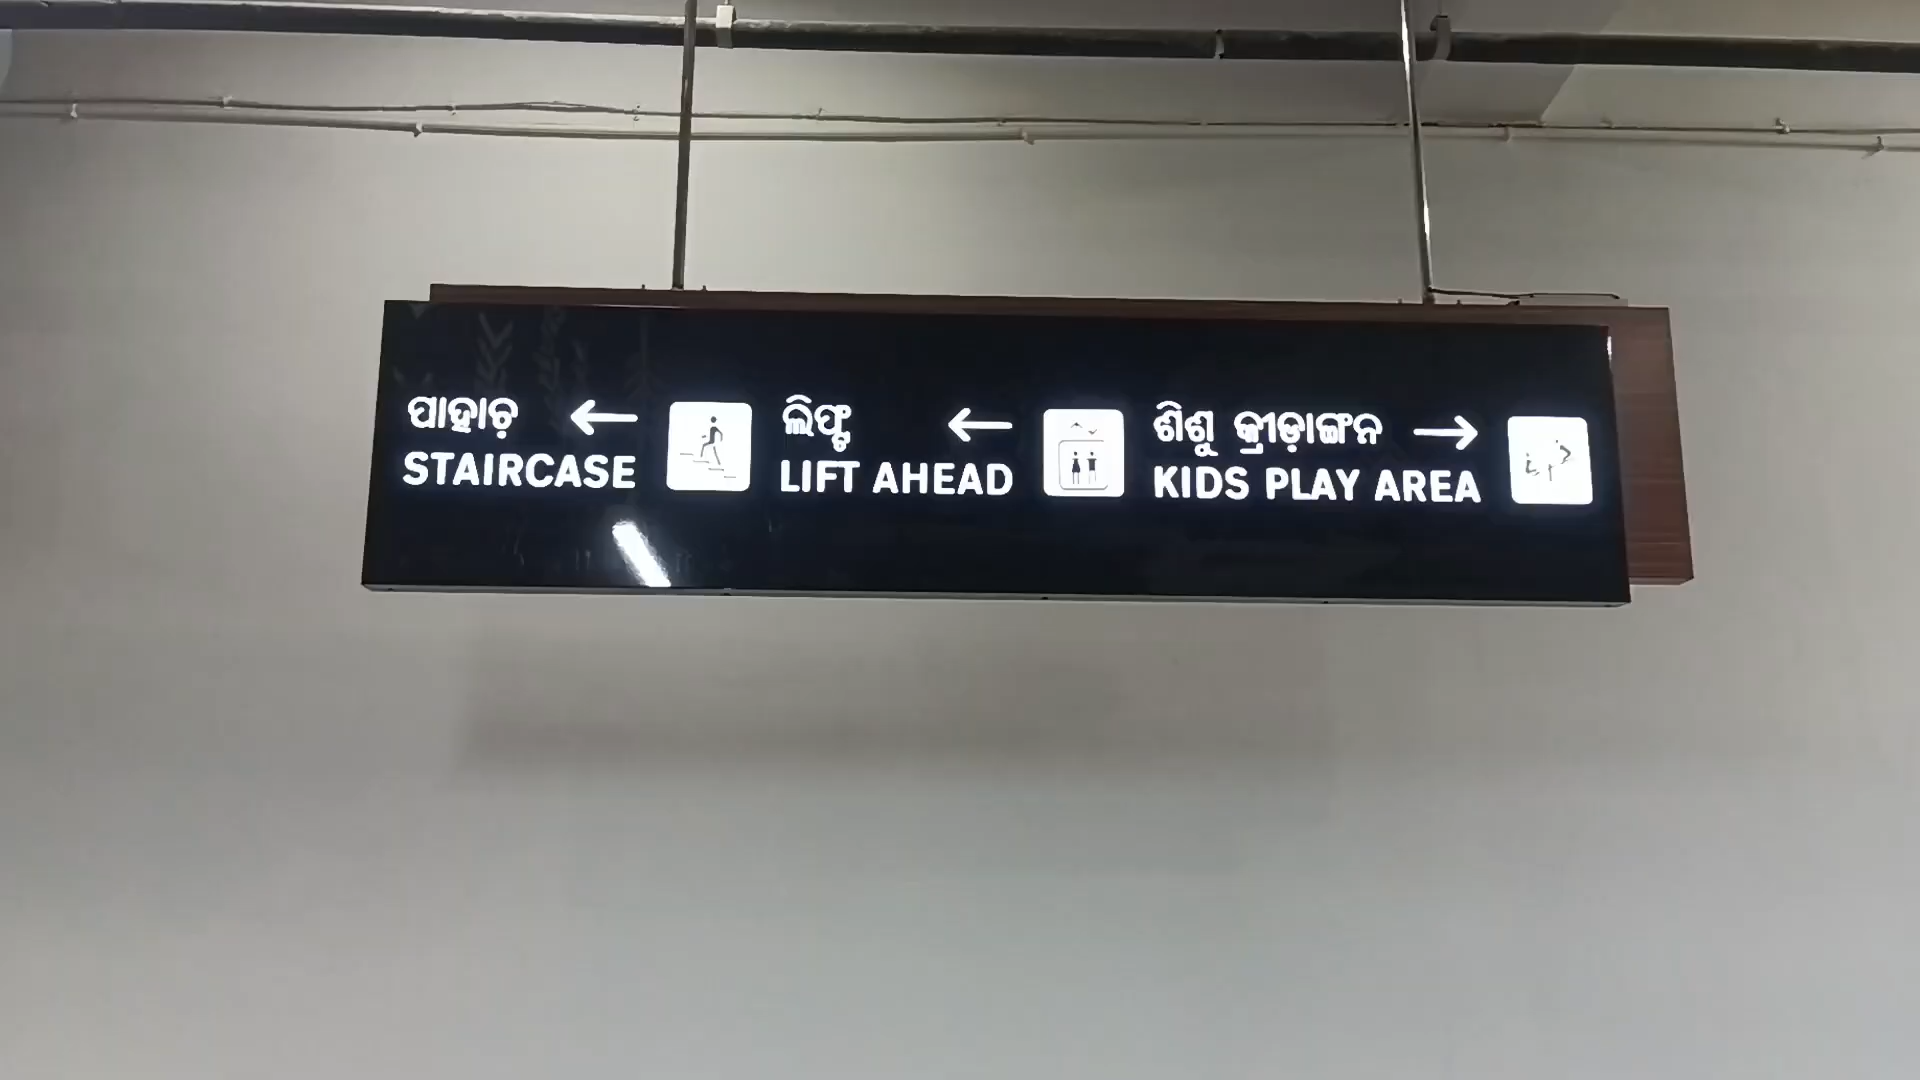 ପାହାଚ଼ ←
STAIRCASE
ଲିଫ୍ଟ ←
LIFT AHEAD
ଶିଶୁ କ୍ରୀଡ଼ାଙ୍ଗନ →
KIDS PLAY AREA